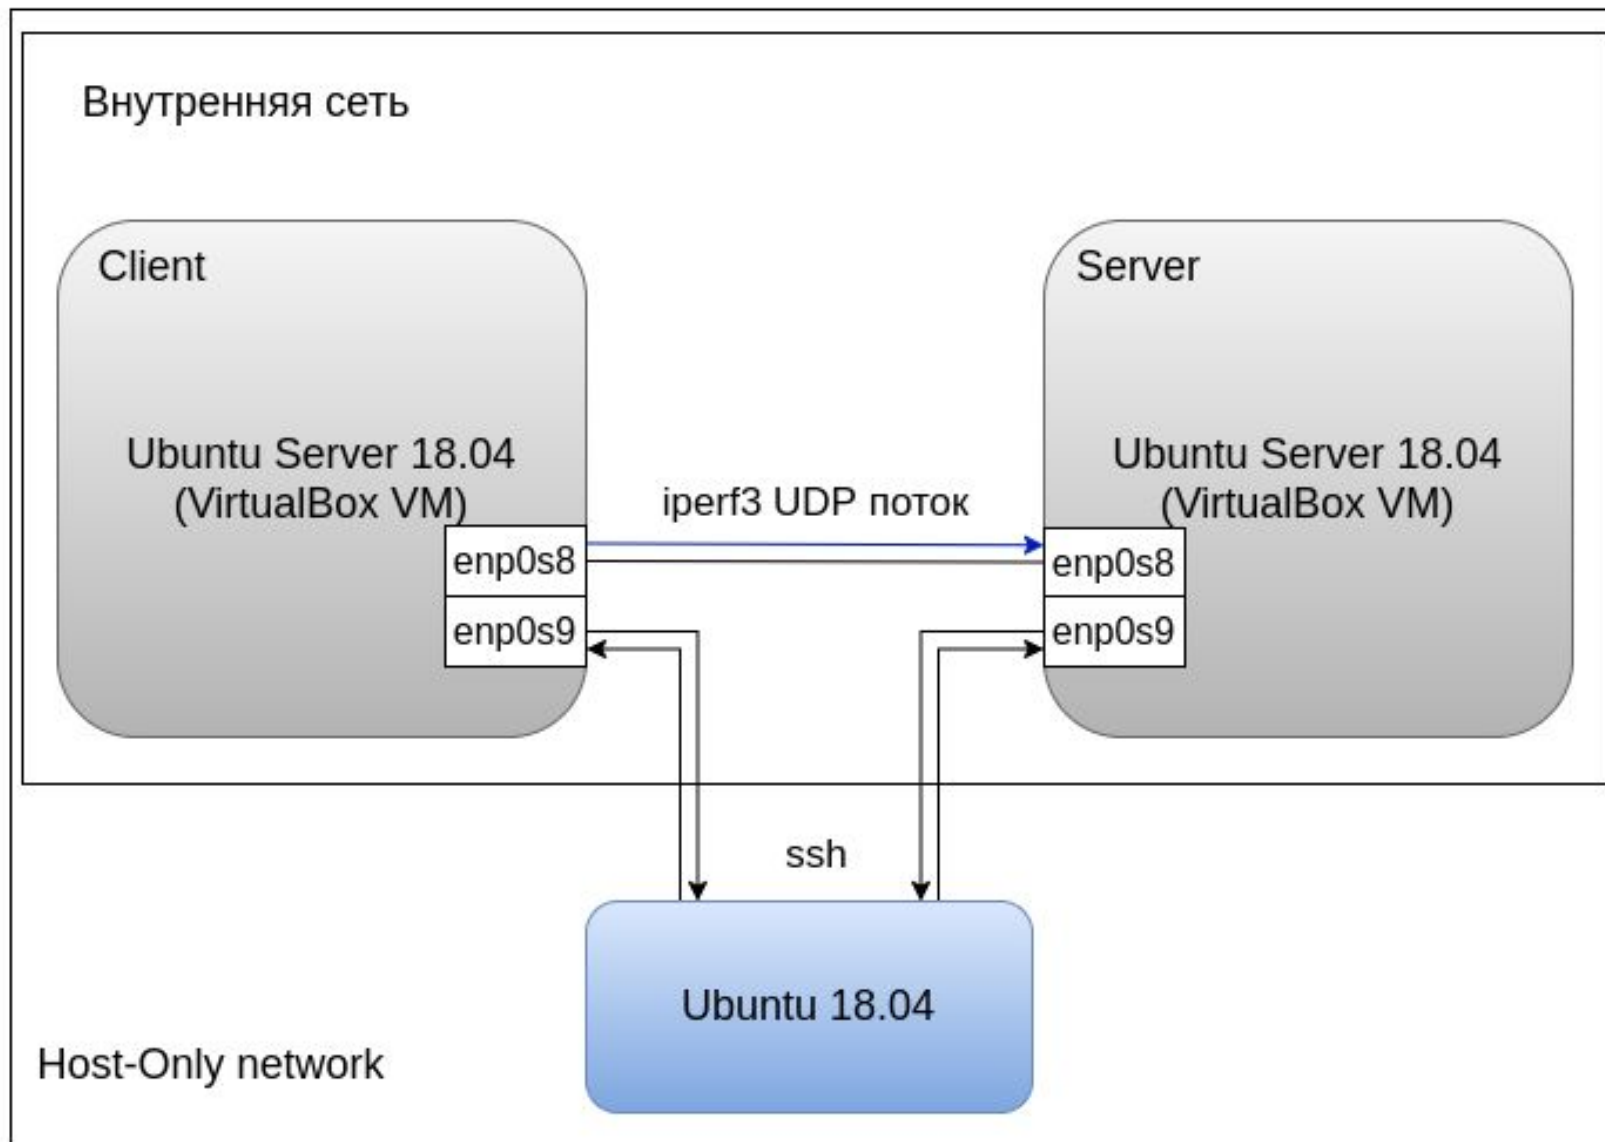 Внутренняя сеть
Client
Server
Ubuntu Server 18.04
(VirtualBox VM)
Ubuntu Server 18.04
(VirtualBox VM)
iperf3 UDP поток
enp0s8
enp0s8
enp0s9
enp0s9
ssh
Ubuntu 18.04
Host-Only network